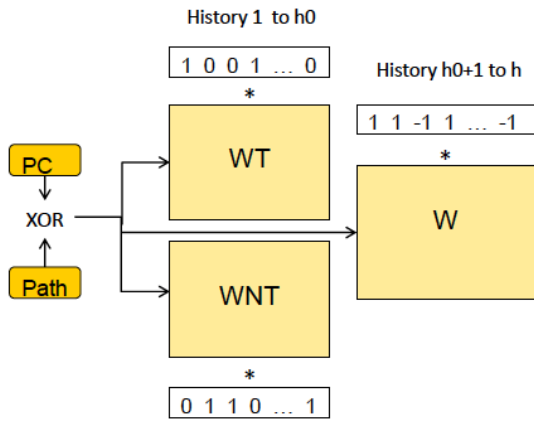 History 1 to h0
1 0 0 1 ... 0
*
History h0+1 to h
1 1 -1 1 ... -1
*
WT
PC
XOR
W
Path
WNT
*
0 1 1 0 ... 1